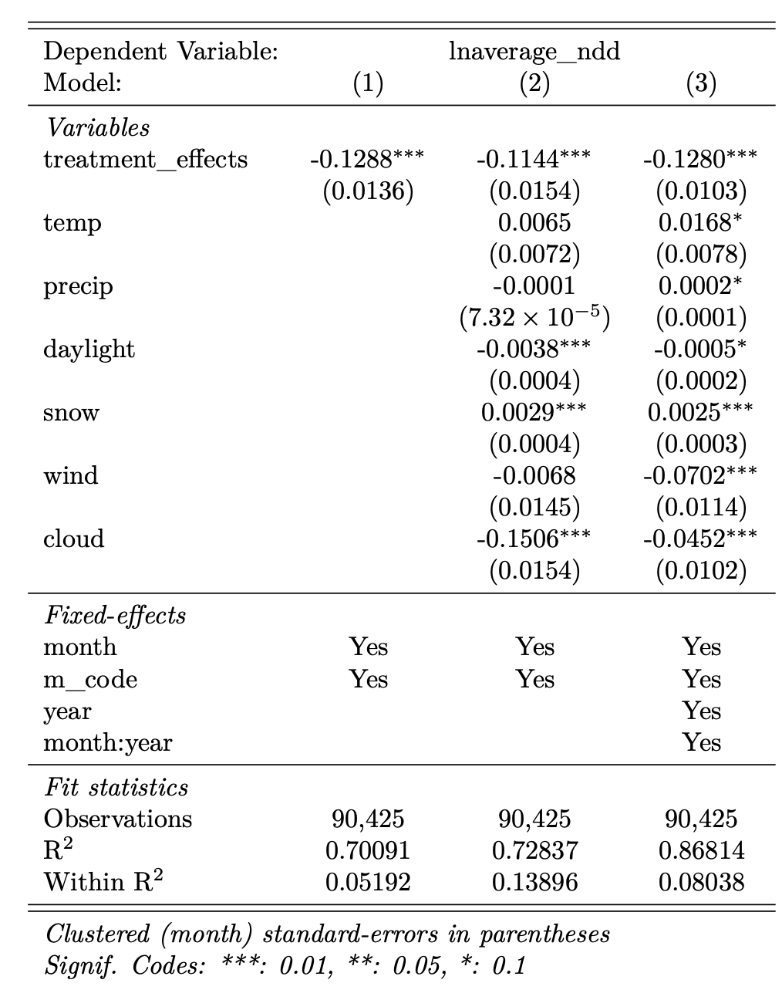 Dependent Variable: lnaverage_ndd
Model: (1) (2) (3)
Variables
treatment_effects -0.1288*** -0.1144*** -0.1280***
(0.0136) (0.0154) (0.0103)
temp 0.0065 0.0168*
(0.0072) (0.0078)
precip -0.0001 0.0002*
(7.32 × 10⁻⁵) (0.0001)
daylight -0.0038*** -0.0005*
(0.0004) (0.0002)
snow 0.0029*** 0.0025***
(0.0004) (0.0003)
wind -0.0068 -0.0702***
(0.0145) (0.0114)
cloud -0.1506*** -0.0452***
(0.0154) (0.0102)
Fixed-effects
month Yes Yes Yes
m_code Yes Yes Yes
year Yes
month:year Yes
Fit statistics
Observations 90,425 90,425 90,425
R² 0.70091 0.72837 0.86814
Within R² 0.05192 0.13896 0.08038
Clustered (month) standard-errors in parentheses
Signif. Codes: ***: 0.01, **: 0.05, *: 0.1